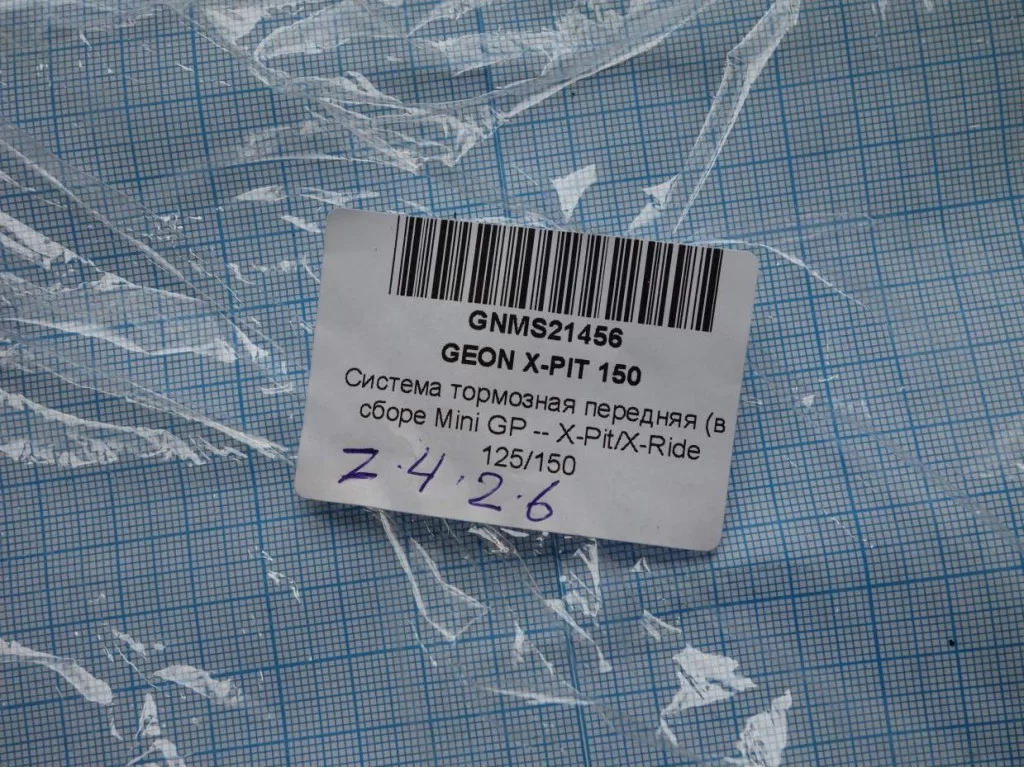 GNMS21456
GEON X-PIT 150
Система тормозная передняя (в
сборе Mini GP -- X-Pit/X-Ride
125/150
Z.4.2.6